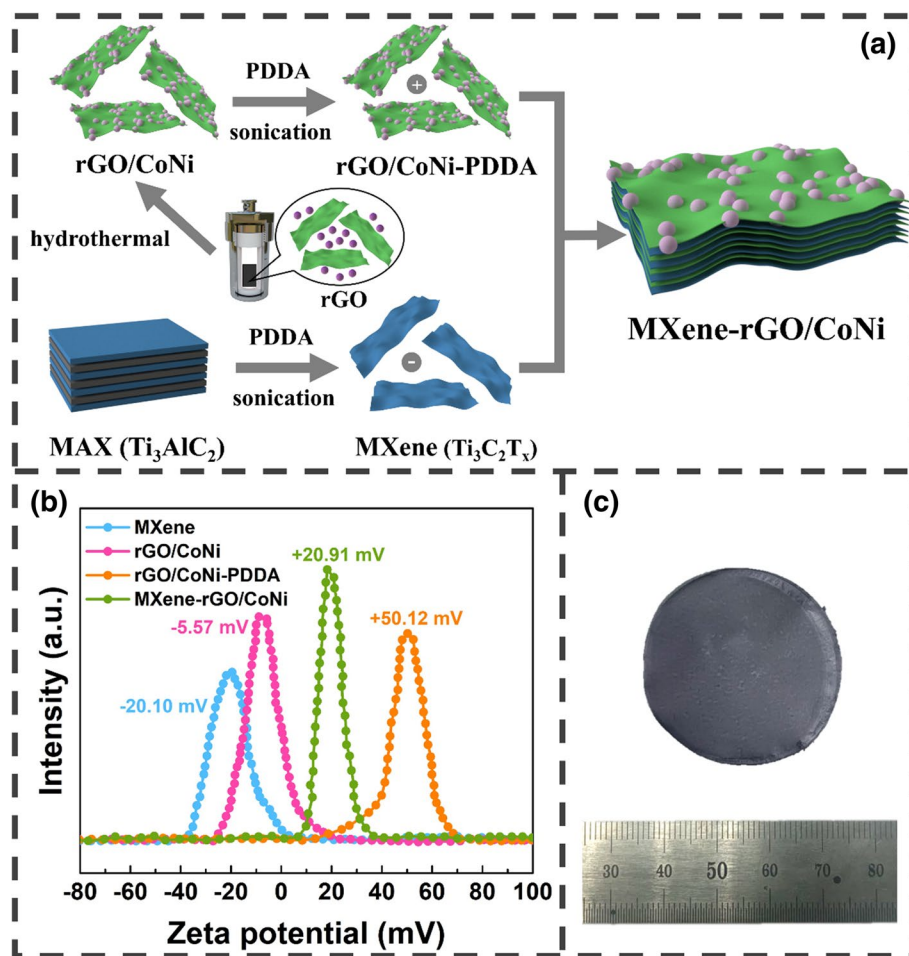 (a)
PDDA
sonication
rGO/CoNi
rGO/CoNi-PDDA
hydrothermal
rGO
MXene-rGO/CoNi
PDDA
sonication
MAX (Ti₃AlC₂)
MXene (Ti₃C₂Tₓ)
(b)
MXene
rGO/CoNi
rGO/CoNi-PDDA
MXene-rGO/CoNi
+20.91 mV
-5.57 mV
+50.12 mV
-20.10 mV
Intensity (a.u.)
-80 -60 -40 -20 0 20 40 60 80 100
Zeta potential (mV)
(c)
30 40 50 60 70 80